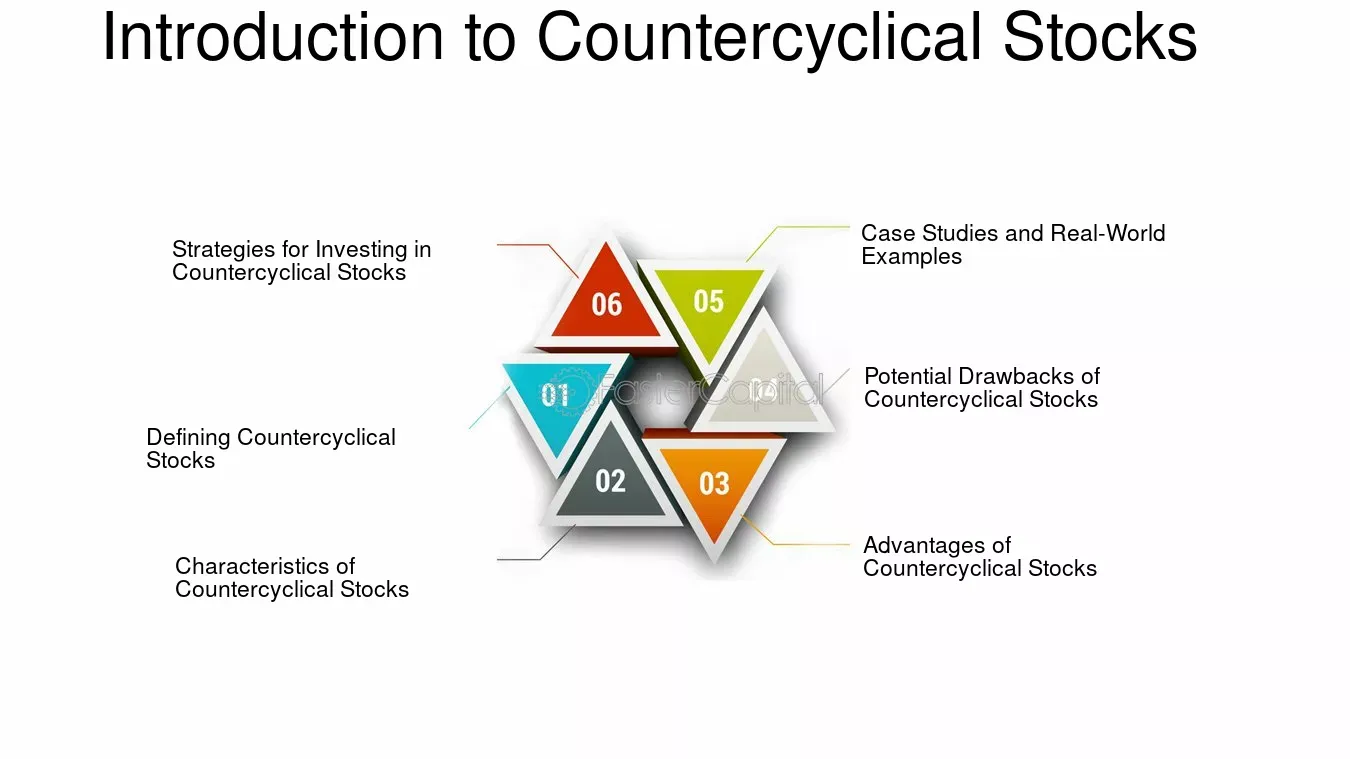 Introduction to Countercyclical Stocks
Strategies for Investing in
Countercyclical Stocks
Case Studies and Real-World
Examples
06
05
Potential Drawbacks of
Countercyclical Stocks
01
FasterCapital
04
Defining Countercyclical
Stocks
02
03
Characteristics of
Countercyclical Stocks
Advantages of
Countercyclical Stocks